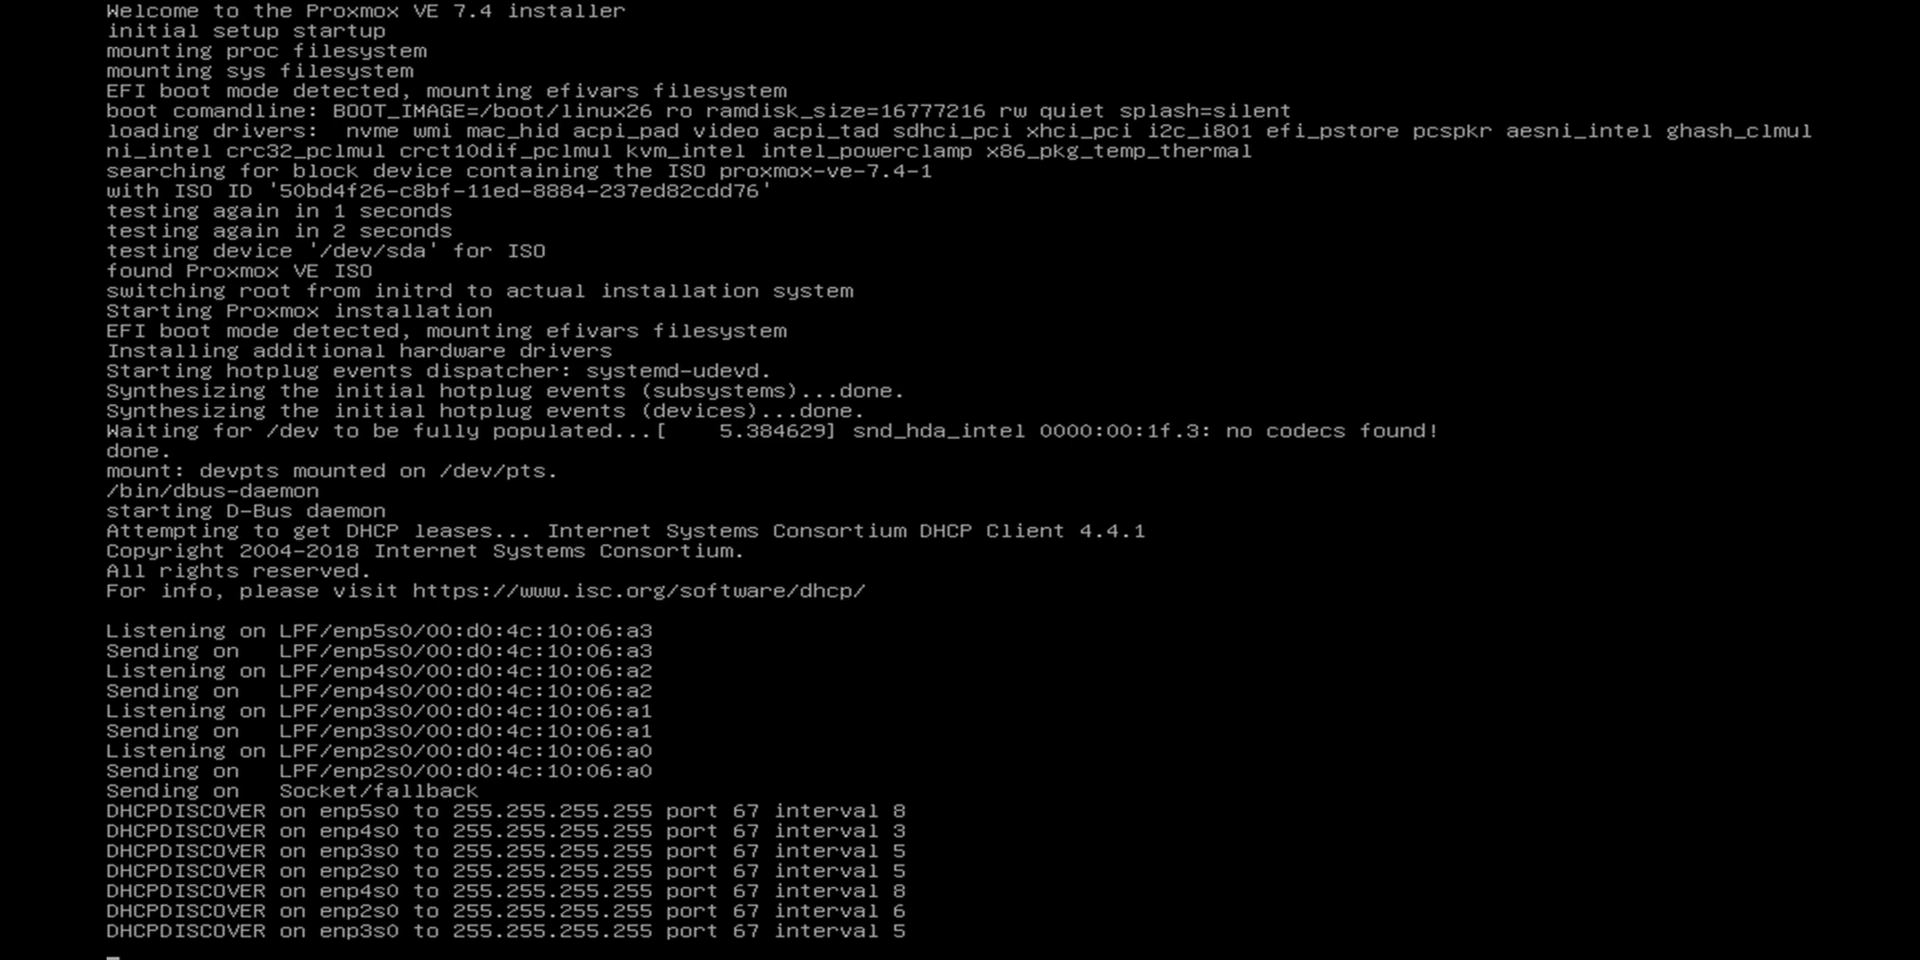 Welcome to the Proxmox VE 7.4 installer
initial setup startup
mounting proc filesystem
mounting sys filesystem
EFI boot mode detected, mounting efivars filesystem
boot comandline: BOOT_IMAGE=/boot/linux26 ro ramdisk_size=16777216 rw quiet splash=silent
loading drivers:  nvme wmi mac_hid acpi_pad video acpi_tad sdhci_pci xhci_pci i2c_i801 efi_pstore pcspkr aesni_intel ghash_clmul
ni_intel crc32_pclmul crct10dif_pclmul kvm_intel intel_powerclamp x86_pkg_temp_thermal
searching for block device containing the ISO proxmox-ve-7.4-1
with ISO ID '50bd4f26-c8bf-11ed-8884-237ed82cdd76'
testing again in 1 seconds
testing again in 2 seconds
testing device '/dev/sda' for ISO
found Proxmox VE ISO
switching root from initrd to actual installation system
Starting Proxmox installation
EFI boot mode detected, mounting efivars filesystem
Installing additional hardware drivers
Starting hotplug events dispatcher: systemd-udevd.
Synthesizing the initial hotplug events (subsystems)...done.
Synthesizing the initial hotplug events (devices)...done.
Waiting for /dev to be fully populated...[    5.384629] snd_hda_intel 0000:00:1f.3: no codecs found!
done.
mount: devpts mounted on /dev/pts.
/bin/dbus-daemon
starting D-Bus daemon
Attempting to get DHCP leases... Internet Systems Consortium DHCP Client 4.4.1
Copyright 2004-2018 Internet Systems Consortium.
All rights reserved.
For info, please visit https://www.isc.org/software/dhcp/
Listening on LPF/enp5s0/00:d0:4c:10:06:a3
Sending on   LPF/enp5s0/00:d0:4c:10:06:a3
Listening on LPF/enp4s0/00:d0:4c:10:06:a2
Sending on   LPF/enp4s0/00:d0:4c:10:06:a2
Listening on LPF/enp3s0/00:d0:4c:10:06:a1
Sending on   LPF/enp3s0/00:d0:4c:10:06:a1
Listening on LPF/enp2s0/00:d0:4c:10:06:a0
Sending on   LPF/enp2s0/00:d0:4c:10:06:a0
Sending on   Socket/fallback
DHCPDISCOVER on enp5s0 to 255.255.255.255 port 67 interval 8
DHCPDISCOVER on enp4s0 to 255.255.255.255 port 67 interval 3
DHCPDISCOVER on enp3s0 to 255.255.255.255 port 67 interval 5
DHCPDISCOVER on enp2s0 to 255.255.255.255 port 67 interval 5
DHCPDISCOVER on enp4s0 to 255.255.255.255 port 67 interval 8
DHCPDISCOVER on enp2s0 to 255.255.255.255 port 67 interval 6
DHCPDISCOVER on enp3s0 to 255.255.255.255 port 67 interval 5